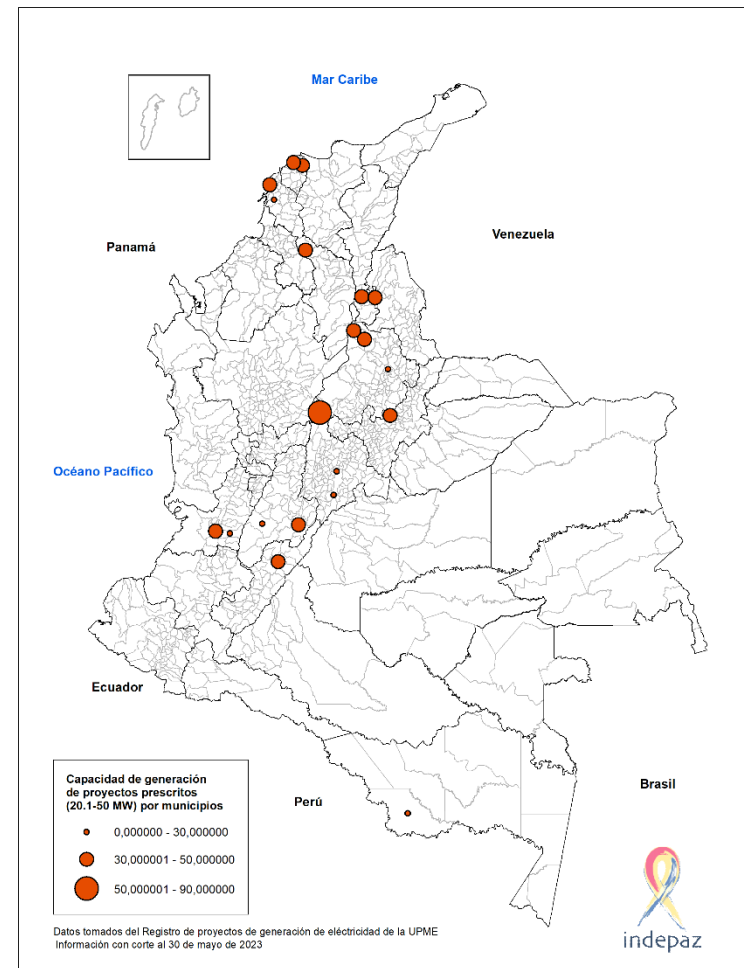 Mar Caribe
Venezuela
Panamá
Océano Pacífico
Ecuador
Perú
Brasil
Capacidad de generación
de proyectos prescritos
(20.1-50 MW) por municipios
0,000000 - 30,000000
30,000001 - 50,000000
50,000001 - 90,000000
indepaz
Datos tomados del Registro de proyectos de generación de eléctricidad de la UPME
Información con corte al 30 de mayo de 2023